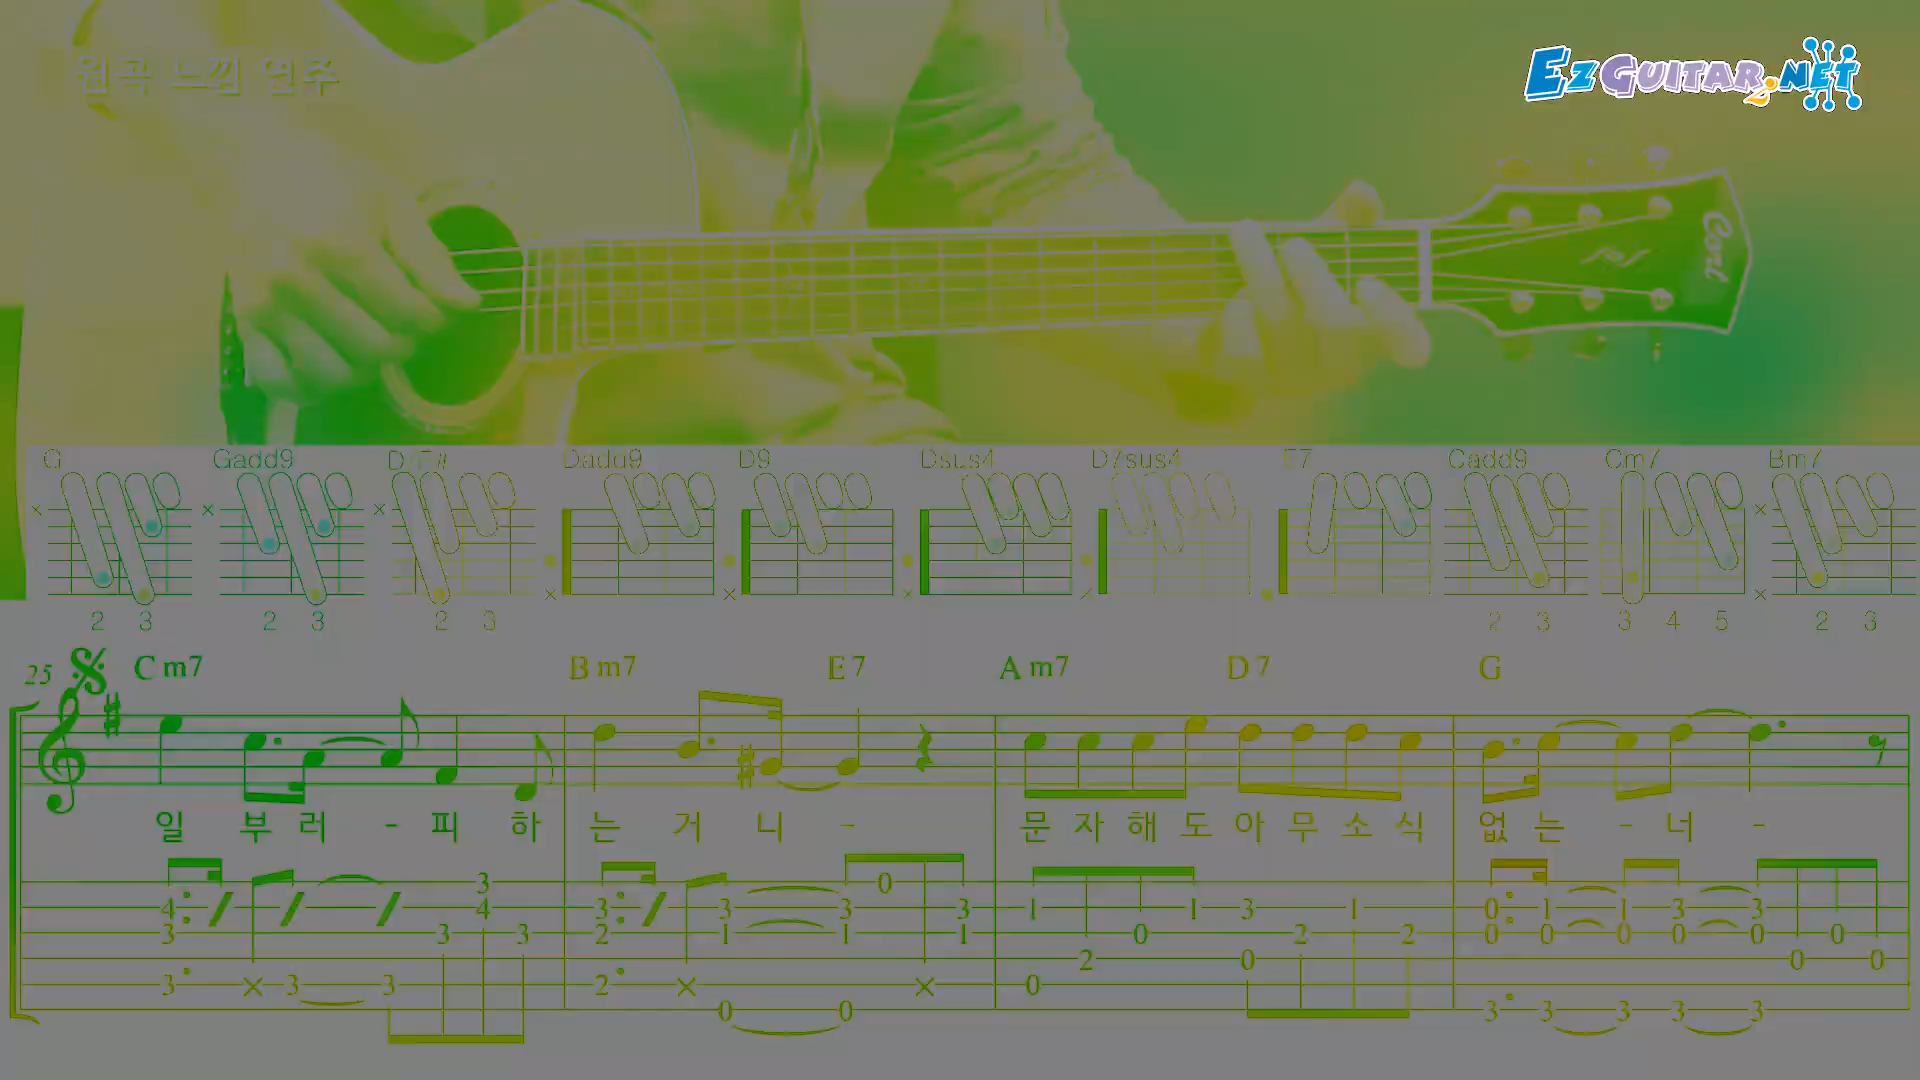 원곡 느낌 연주
EZGUITAR2.NET
Cort
G Gadd9 D/F# Dadd9 D9 Dsus4 D7sus4 E7 Cadd9 Cm7 Bm7
2 3 2 3 2 3 2 3 3 4 5 2 3
25 Cm7 Bm7 E7 Am7 D7 G
일 부 러 - 피 하 는 거 니 - 문 자 해 도 아 무 소 식 없 는 - 너 -